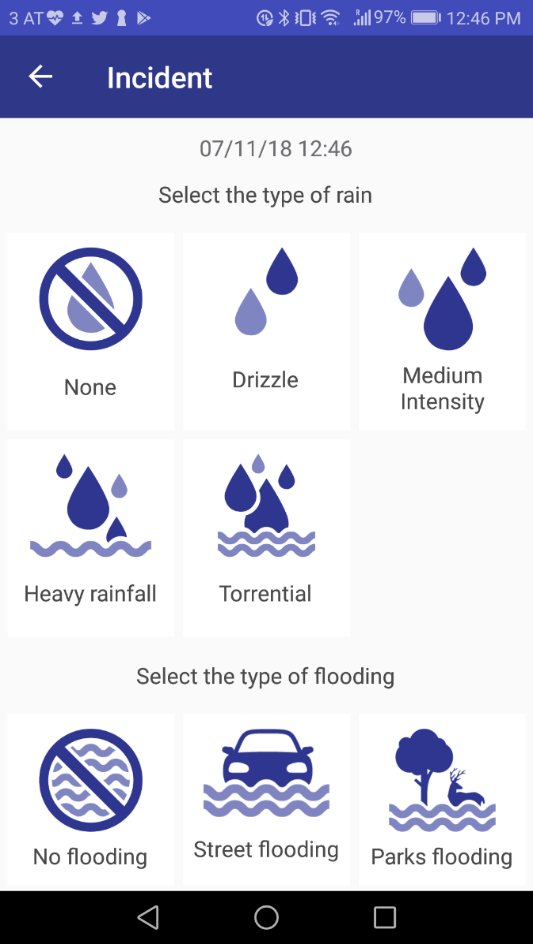 3 AT 97% 12:46 PM
Incident
07/11/18 12:46
Select the type of rain
None
Drizzle
Medium
Intensity
Heavy rainfall
Torrential
Select the type of flooding
No flooding
Street flooding
Parks flooding